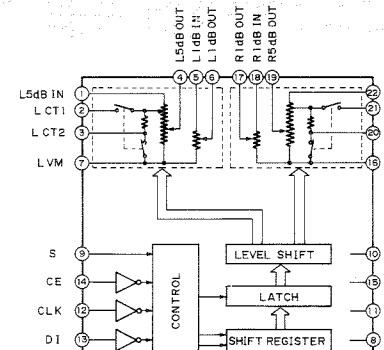 L5dB OUT
L1dB IN
L1dB OUT
R1dB OUT
R1dB IN
R5dB OUT
4 5 6 17 18 19
L5dB IN 1 22
L CT1 2 21
L CT2 3 20
L VM 7 16
S 9 LEVEL SHIFT 10
CE 14 LATCH 15
CLK 12 CONTROL 11
DI 13 SHIFT REGISTER 8